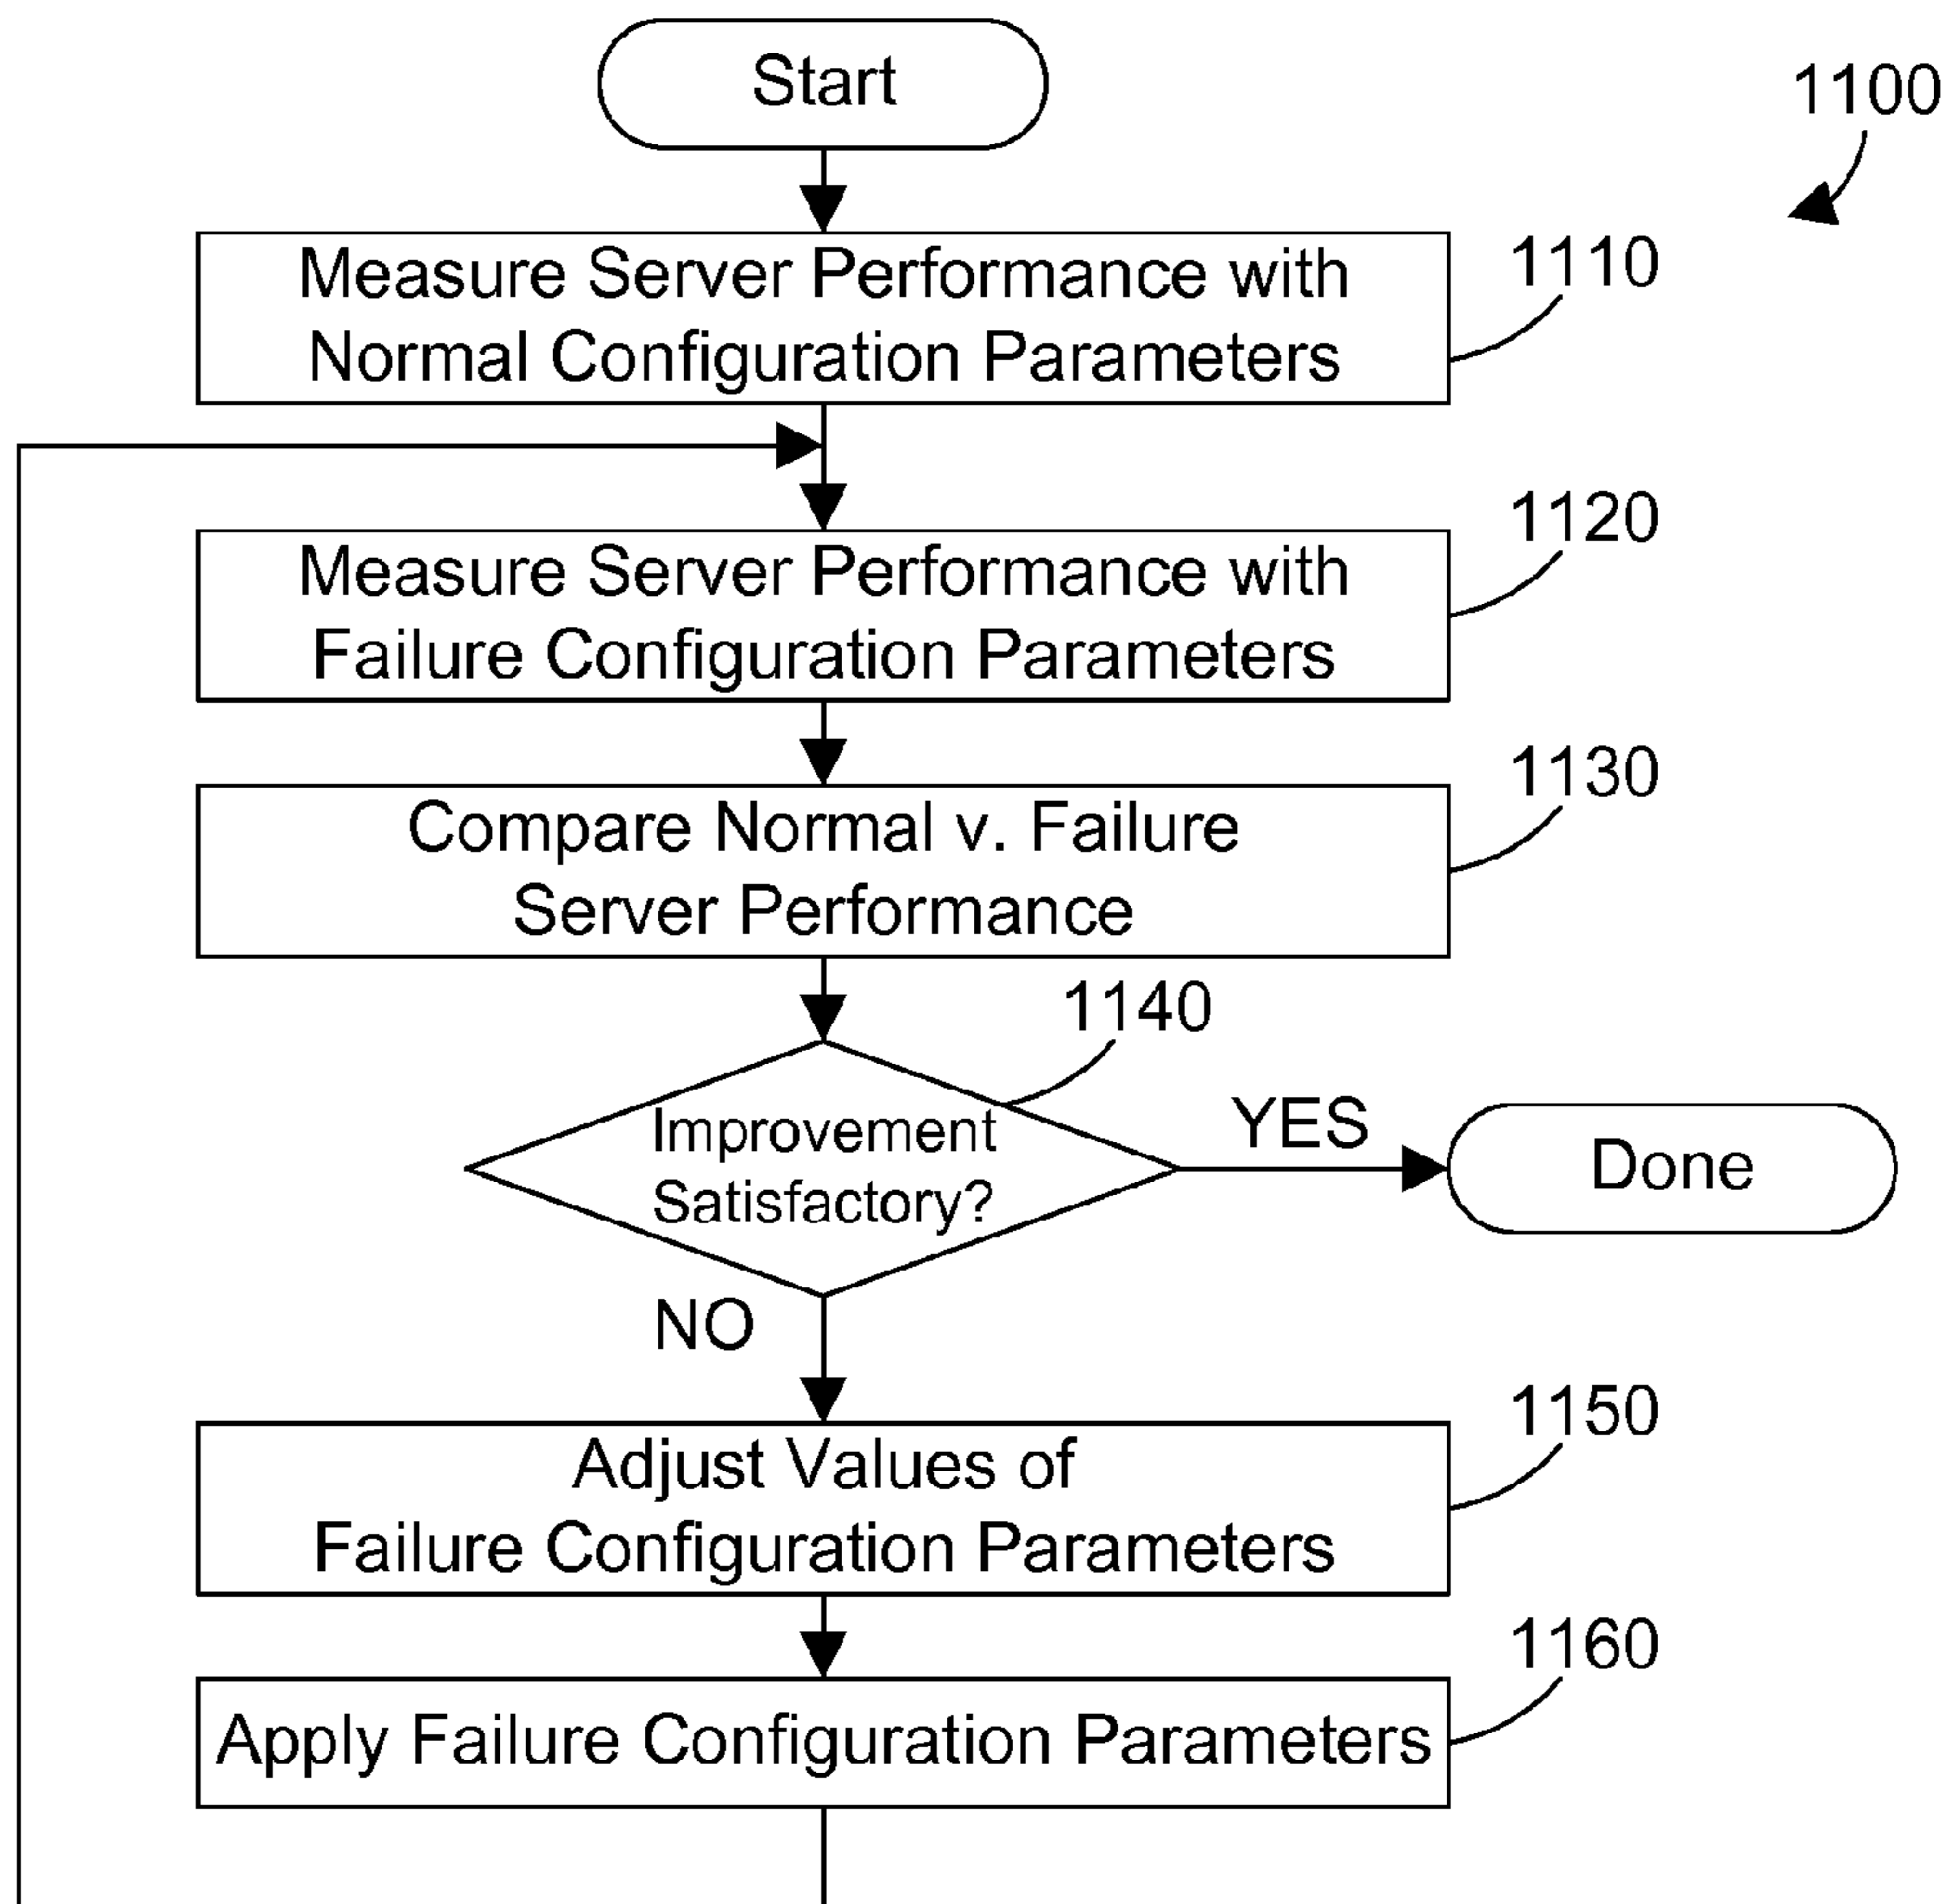 Start
1100
Measure Server Performance with
Normal Configuration Parameters
1110
Measure Server Performance with
Failure Configuration Parameters
1120
Compare Normal v. Failure
Server Performance
1130
1140
Improvement
Satisfactory?
YES
Done
NO
Adjust Values of
Failure Configuration Parameters
1150
Apply Failure Configuration Parameters
1160